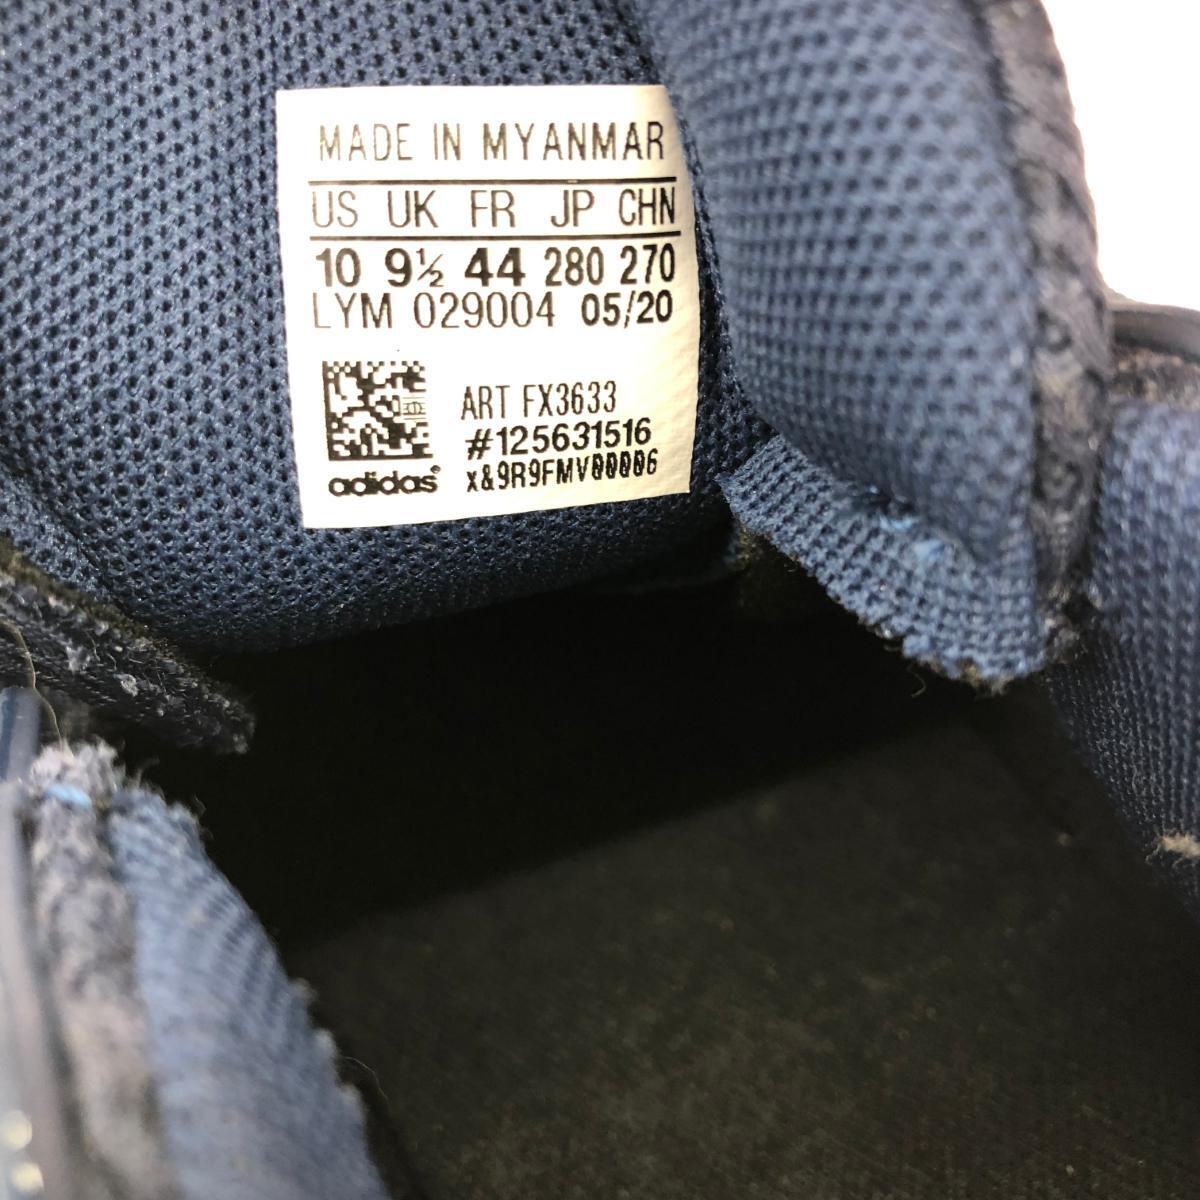 MADE IN MYANMAR
US UK FR JP CHN
10 9½ 44 280 270
LYM 029004 05/20
ART FX3633
#125631516
adidas® x&9R9FMV00006